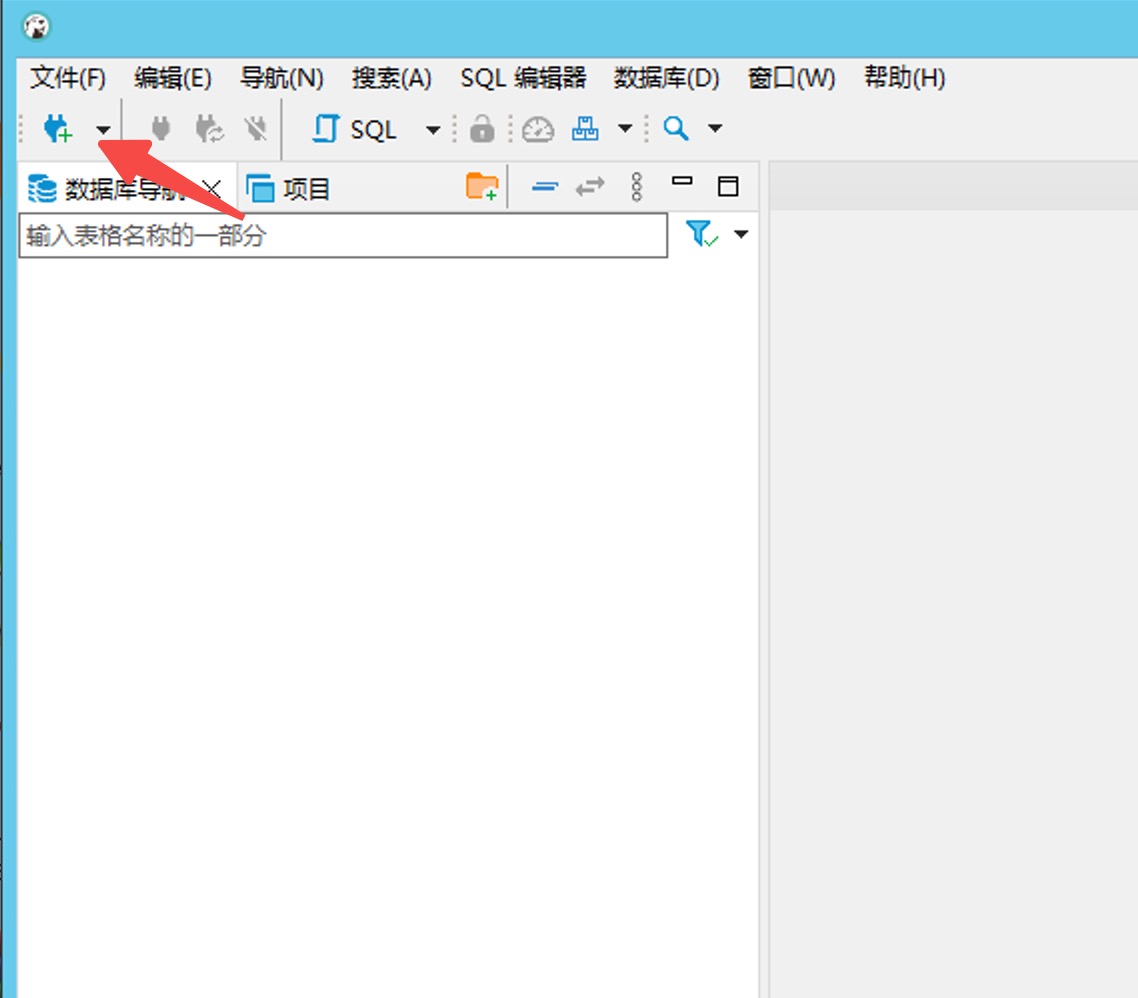 文件(F) 编辑(E) 导航(N) 搜索(A) SQL 编辑器 数据库(D) 窗口(W) 帮助(H)
SQL
数据库导航 项目
输入表格名称的一部分